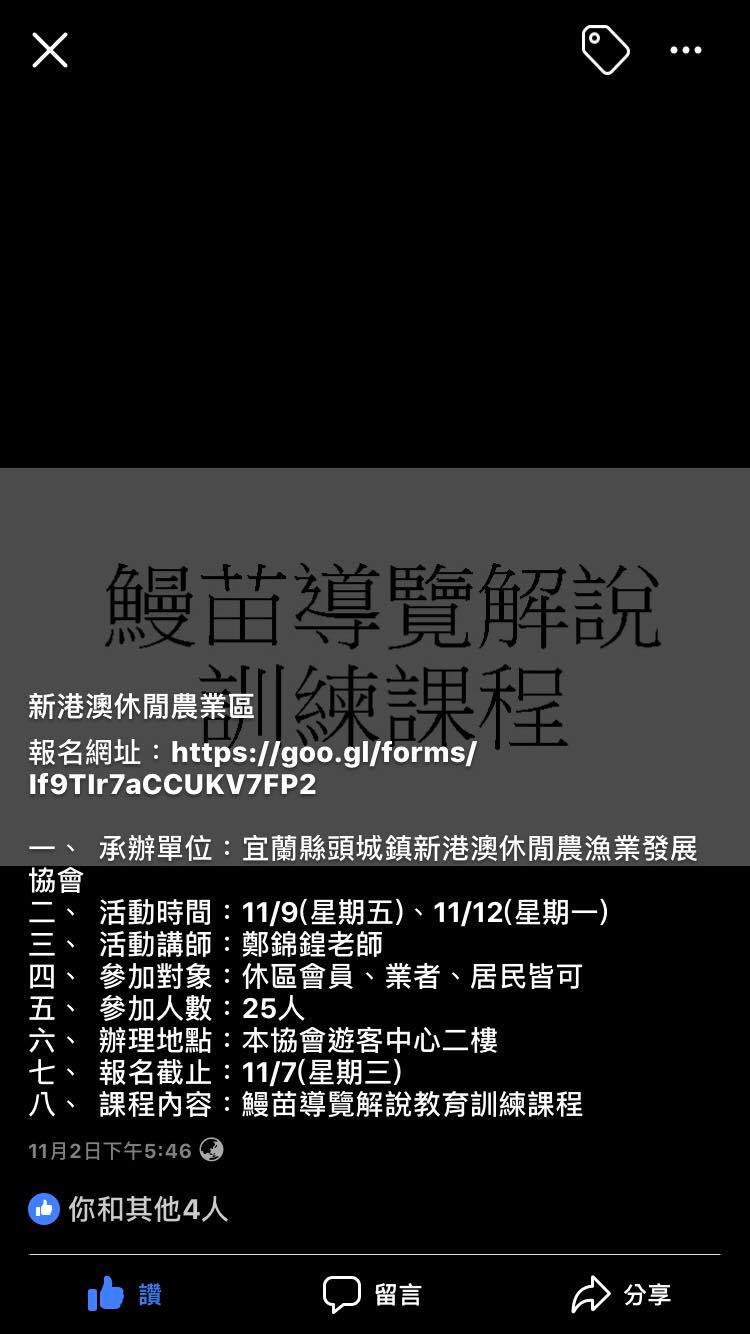 鰻苗導覽解說
訓練課程
新港澳休閒農業區
報名網址：https://goo.gl/forms/
If9TIr7aCCUKV7FP2
一、 承辦單位：宜蘭縣頭城鎮新港澳休閒農漁業發展
協會
二、 活動時間：11/9(星期五)、11/12(星期一)
三、 活動講師：鄭錦鍠老師
四、 參加對象：休區會員、業者、居民皆可
五、 參加人數：25人
六、 辦理地點：本協會遊客中心二樓
七、 報名截止：11/7(星期三)
八、 課程內容：鰻苗導覽解說教育訓練課程
11月2日下午5:46
你和其他4人
讚 留言 分享